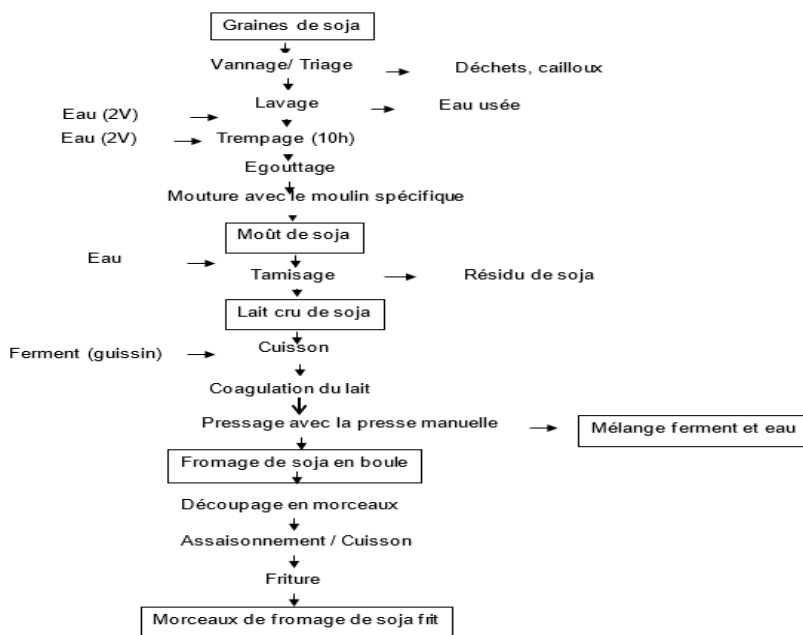 Graines de soja
Vannage/ Triage
Déchets, cailloux
Eau (2V)
Lavage
Eau usée
Eau (2V)
Trempage (10h)
Egouttage
Mouture avec le moulin spécifique
Moût de soja
Eau
Tamisage
Résidu de soja
Lait cru de soja
Ferment (guissin)
Cuisson
Coagulation du lait
Pressage avec la presse manuelle
Mélange ferment et eau
Fromage de soja en boule
Découpage en morceaux
Assaisonnement / Cuisson
Friture
Morceaux de fromage de soja frit